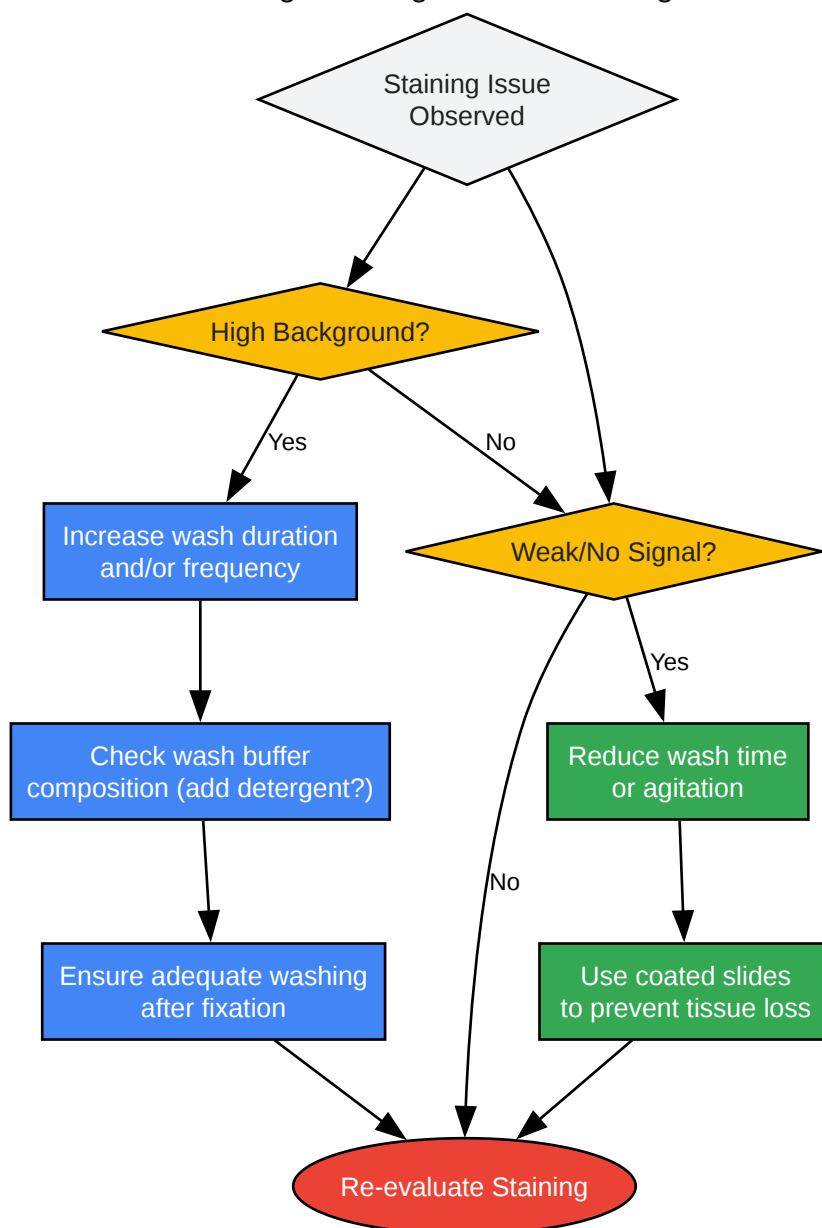 Staining Issue
Observed
High Background?
Yes
No
Increase wash duration
and/or frequency
Weak/No Signal?
Yes
Check wash buffer
composition (add detergent?)
Reduce wash time
or agitation
No
Ensure adequate washing
after fixation
Use coated slides
to prevent tissue loss
Re-evaluate Staining